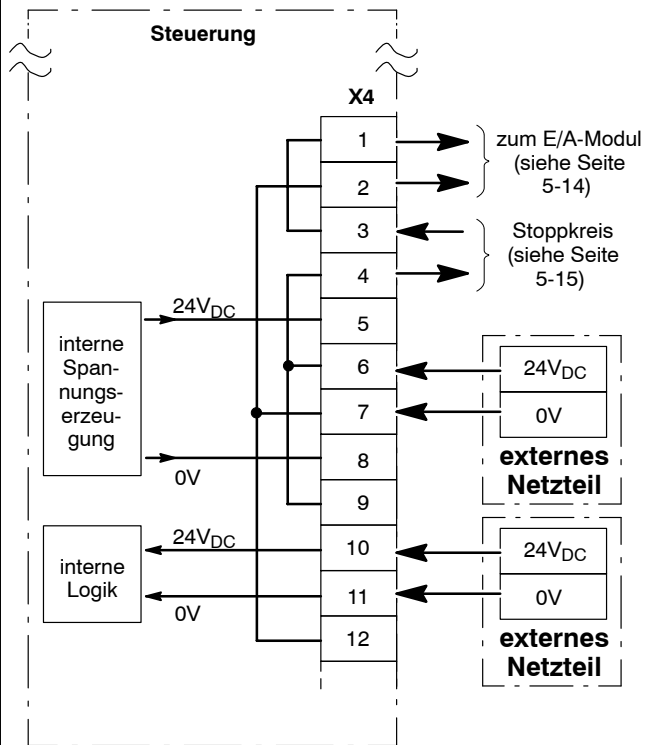 Steuerung
X4
1
2
3
4
5
6
7
8
9
10
11
12
zum E/A-Modul
(siehe Seite
5-14)
Stoppkreis
(siehe Seite
5-15)
interne
Span-
nungs-
erzeu-
gung
24VDC
0V
interne
Logik
24VDC
0V
24VDC
0V
externes
Netzteil
24VDC
0V
externes
Netzteil